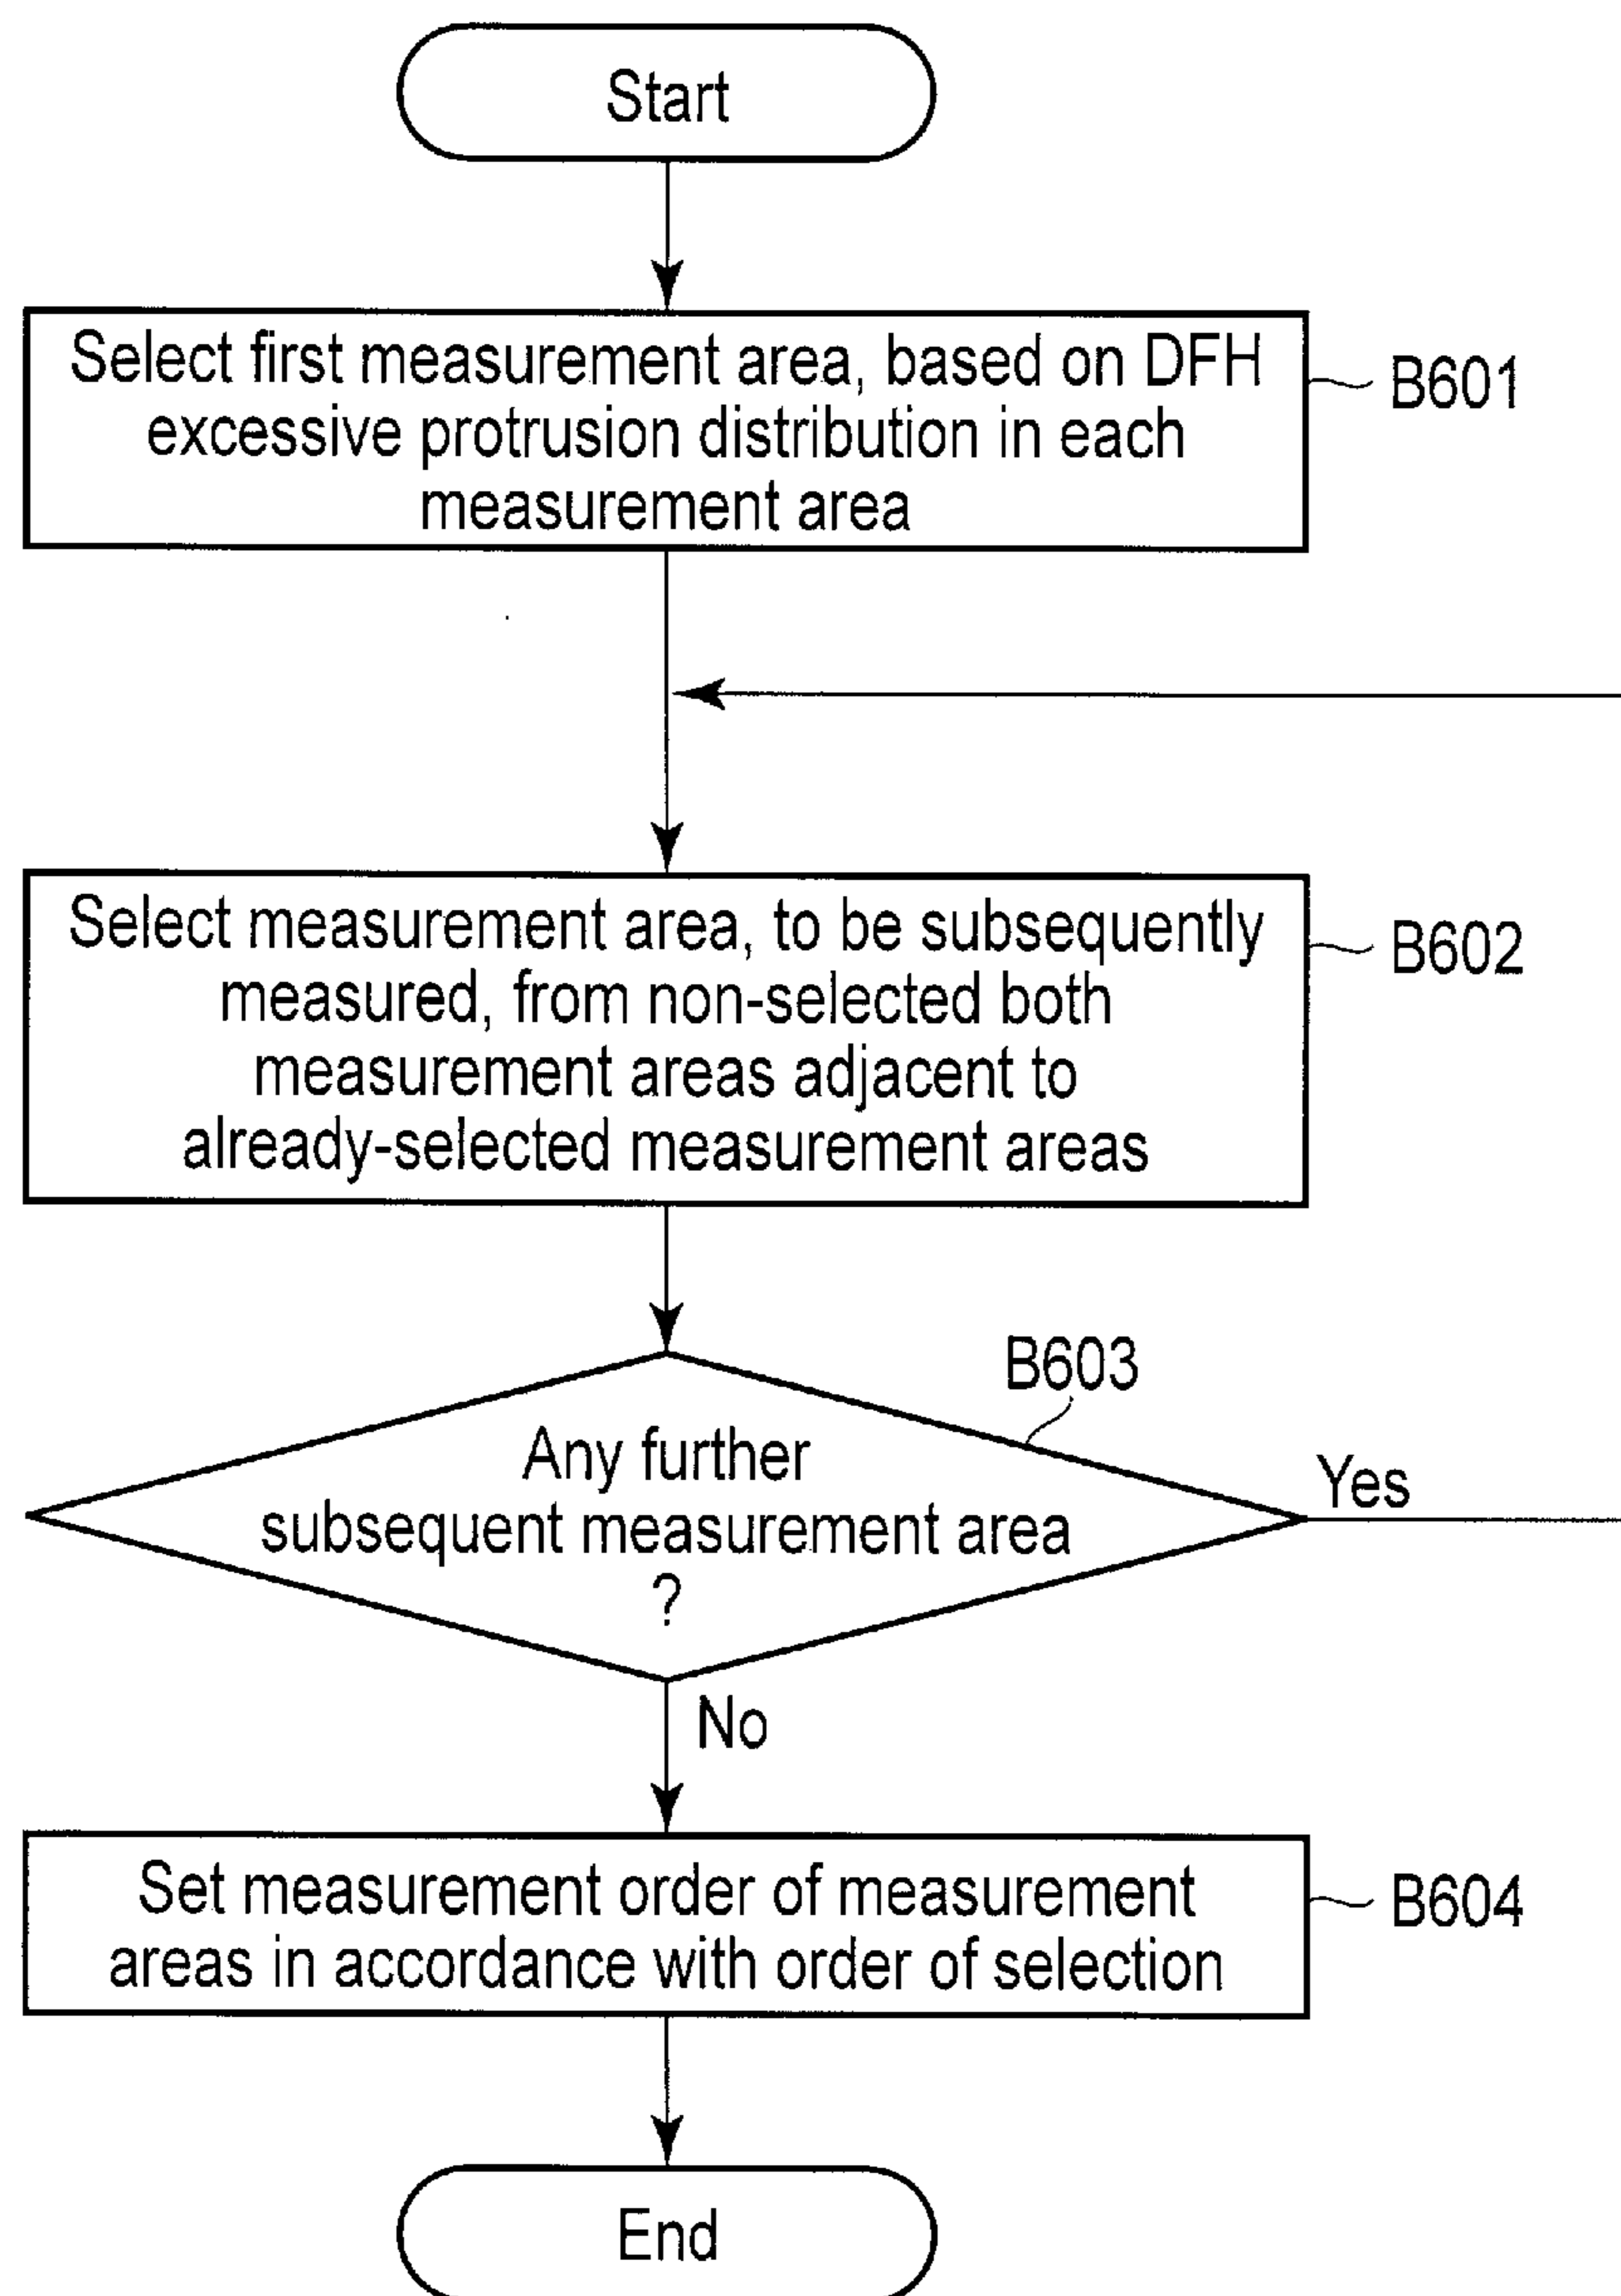 Start
Select first measurement area, based on DFH
excessive protrusion distribution in each
measurement area
B601
Select measurement area, to be subsequently
measured, from non-selected both
measurement areas adjacent to
already-selected measurement areas
B602
B603
Any further
subsequent measurement area
?
Yes
No
Set measurement order of measurement
areas in accordance with order of selection
B604
End